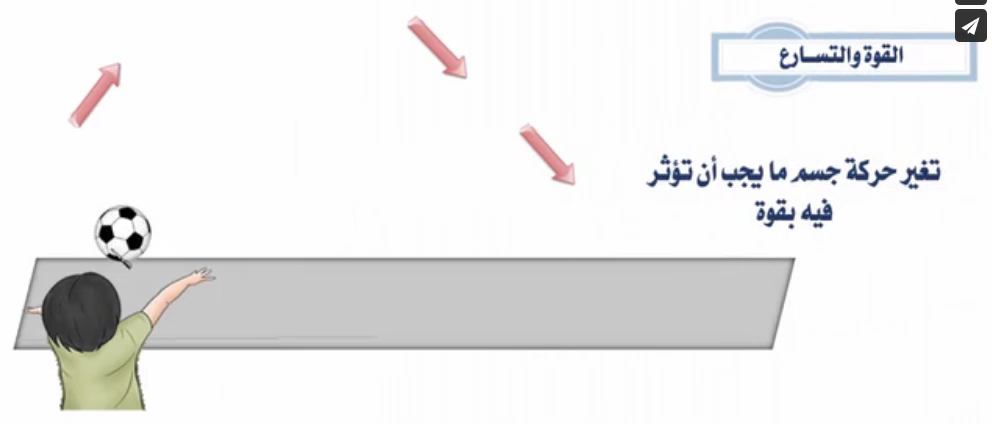 القوة والتسارع
تغير حركة جسم ما يجب أن تؤثر
فيه بقوة